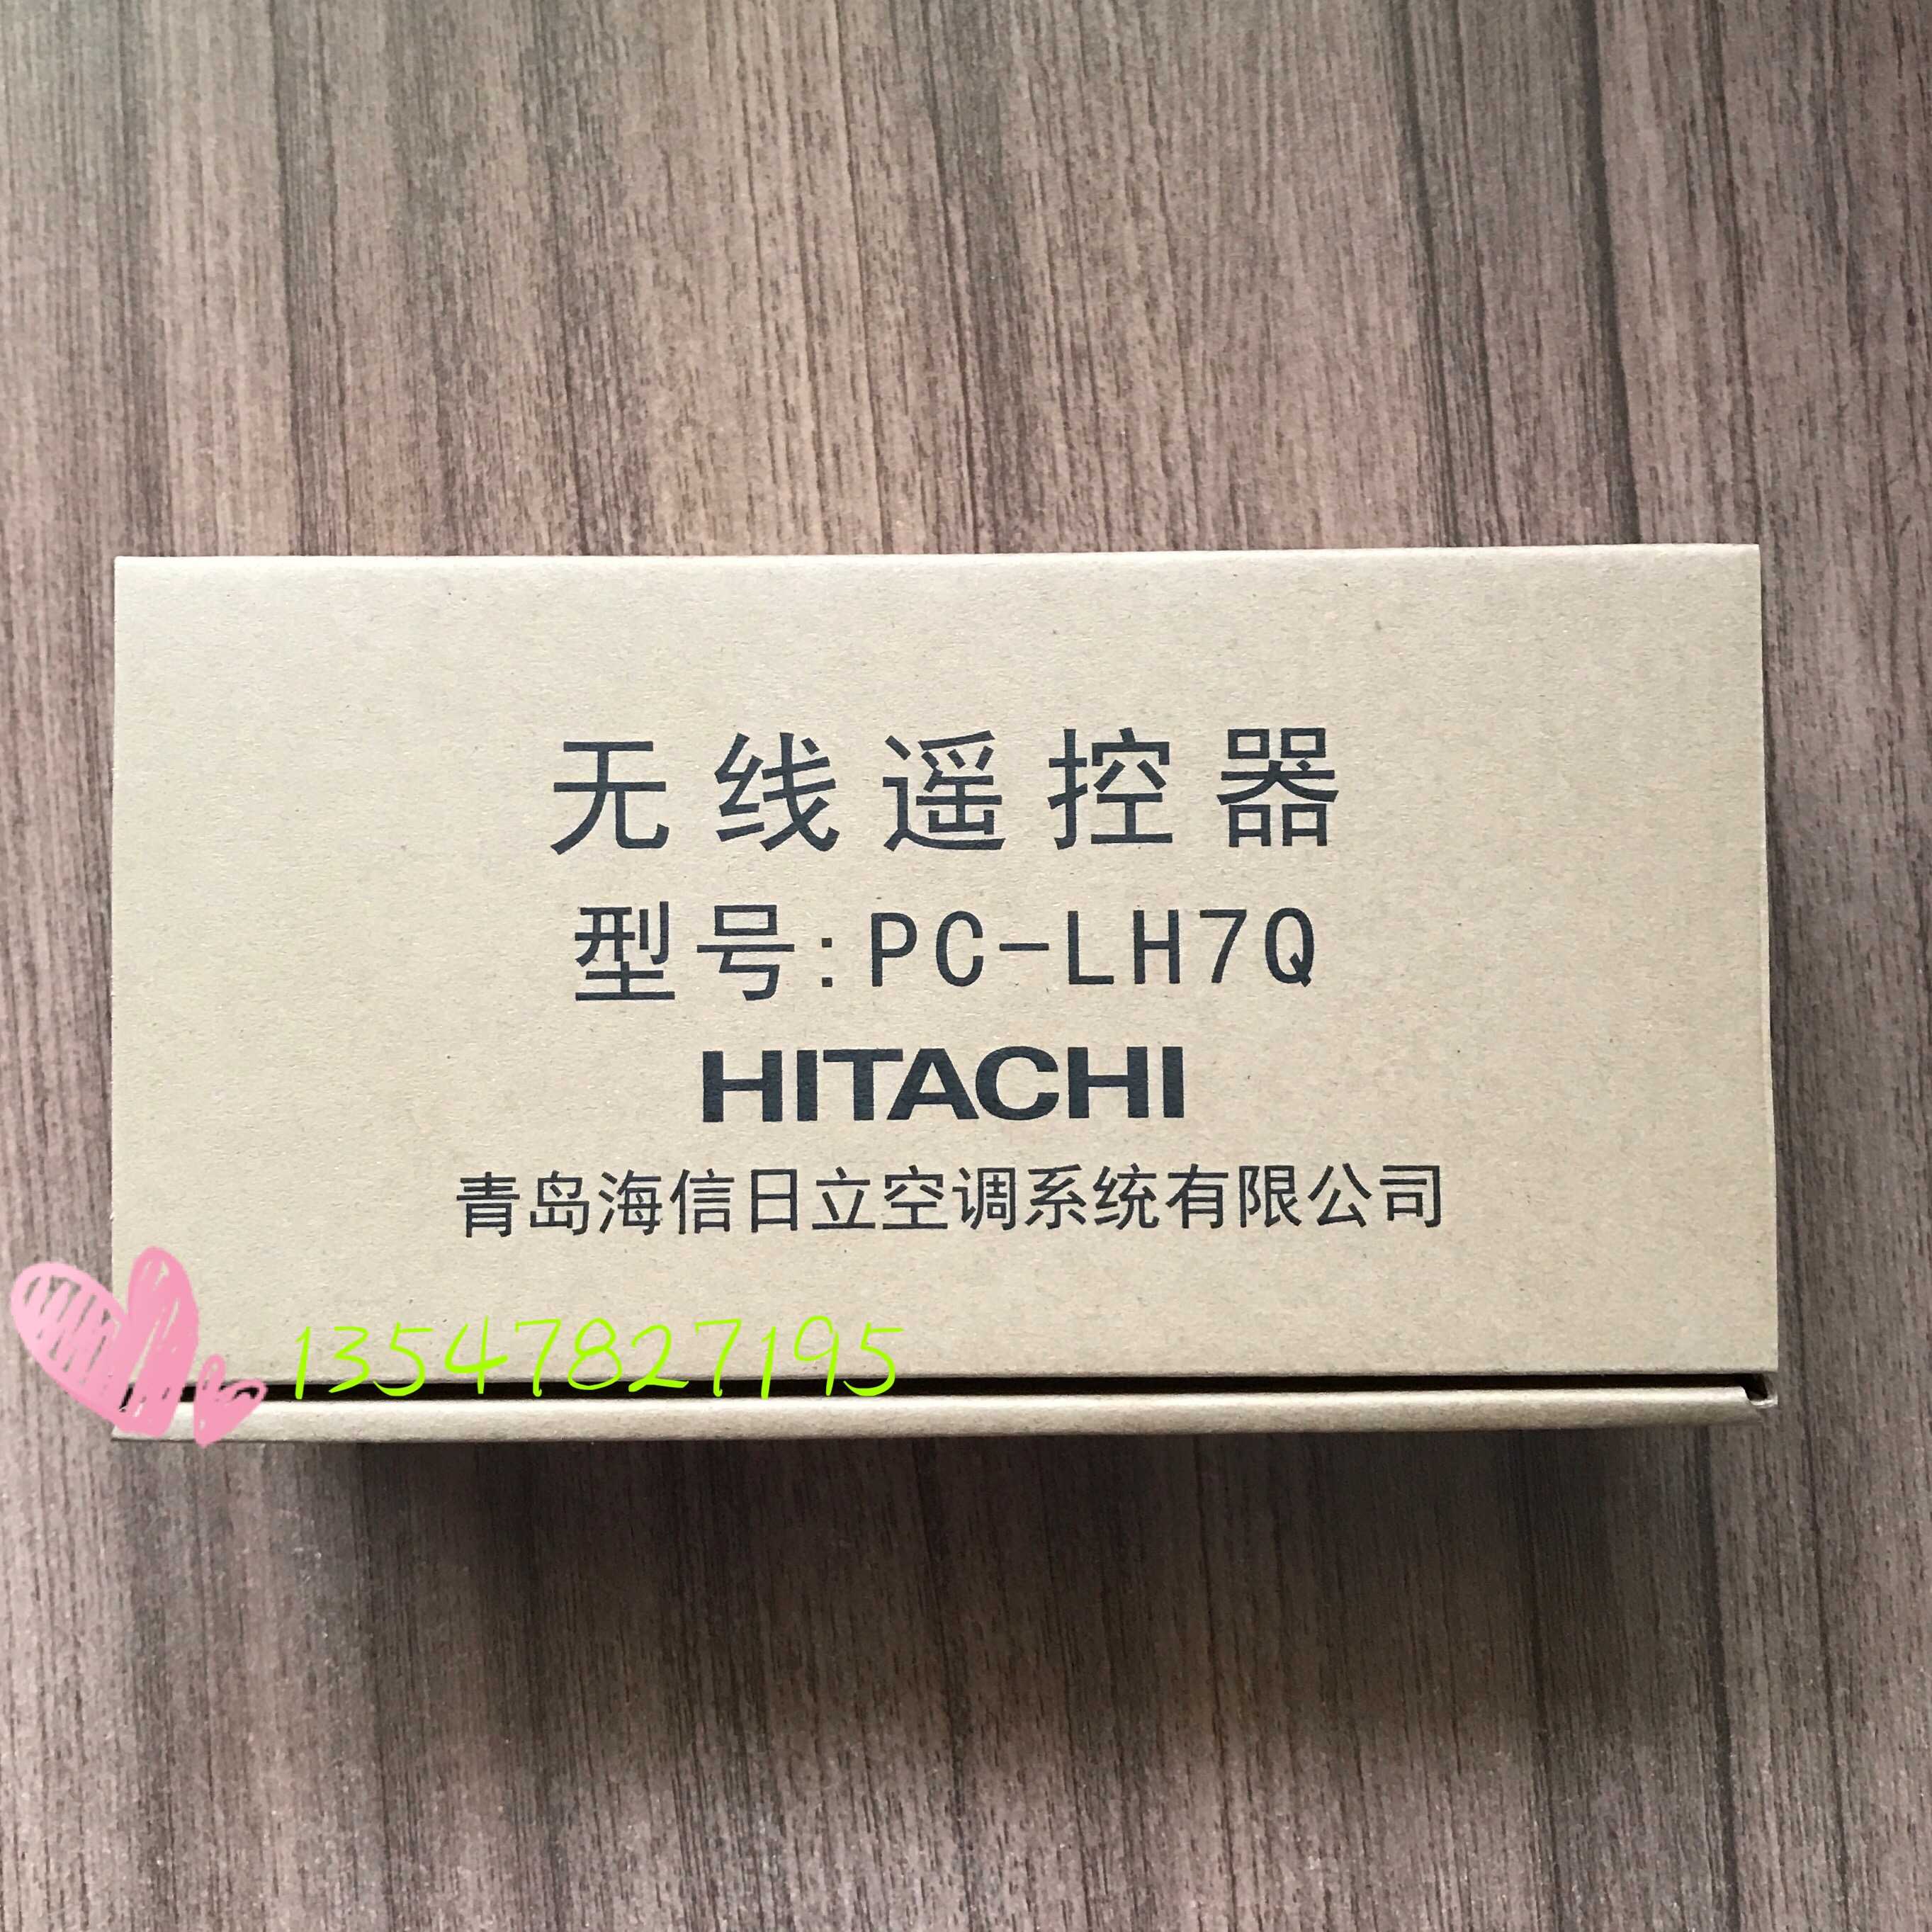 无线遥控器
型号:PC-LH7Q
HITACHI
青岛海信日立空调系统有限公司
13547827195